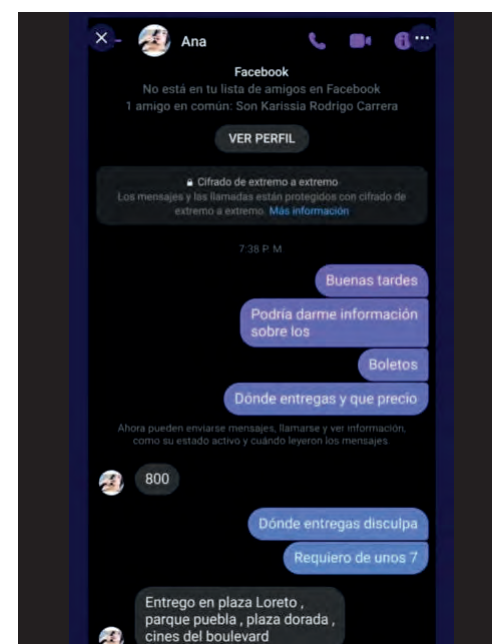 Ana
Facebook
No está en tu lista de amigos en Facebook
1 amigo en común: Son Karissia Rodrigo Carrera
VER PERFIL
Cifrado de extremo a extremo
Los mensajes y las llamadas están protegidos con cifrado de
extremo a extremo. Más información
7:38 P. M.
Buenas tardes
Podría darme información
sobre los
Boletos
Dónde entregas y que precio
Ahora pueden enviarse mensajes, llamarse y ver información,
como su estado activo y cuándo leyeron los mensajes
800
Dónde entregas disculpa
Requiero de unos 7
Entrego en plaza Loreto ,
parque puebla , plaza dorada ,
cines del boulevard